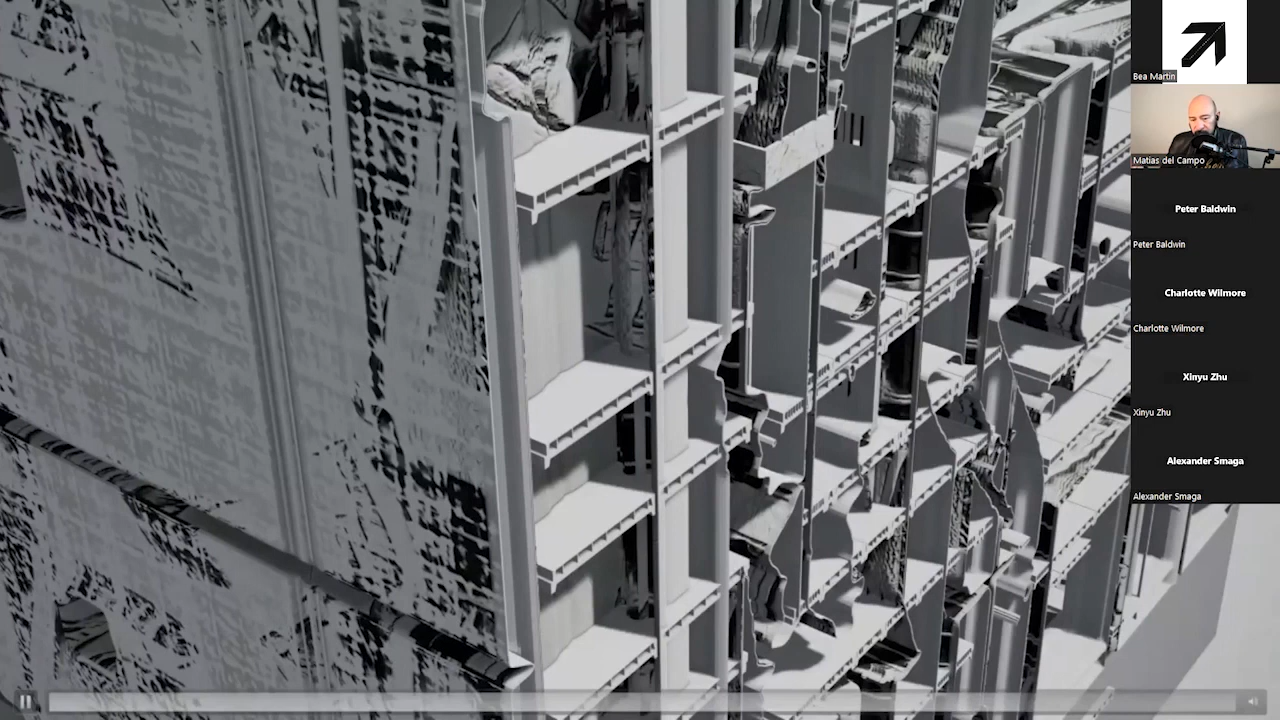 Bea Martin
Matias del Campo
Peter Baldwin
Peter Baldwin
Charlotte Wilmore
Charlotte Wilmore
Xinyu Zhu
Xinyu Zhu
Alexander Smaga
Alexander Smaga